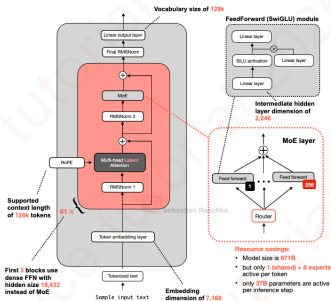 Vocabulary size of 128k
FeedForward (SwiGLU) module
Linear output layer
Final RMSNorm
MoE
RMSNorm 2
Multi-head Latent
Attention
RMSNorm 1
RoPE
Supported
context length
of 128k tokens
61 ×
Token embedding layer
Tokenized text
Sample input text
First 3 blocks use
dense FFN with
hidden size 18,432
instead of MoE
Embedding
dimension of 7,168
Linear layer
SiLU activation
Linear layer
Linear layer
Intermediate hidden
layer dimension of
2,048
MoE layer
Feed forward
Feed forward
1
256
Router
Sebastian Raschka
Resource savings:
• Model size is 671B
• but only 1 (shared) + 8 experts
active per token
• only 37B parameters are active
per inference step